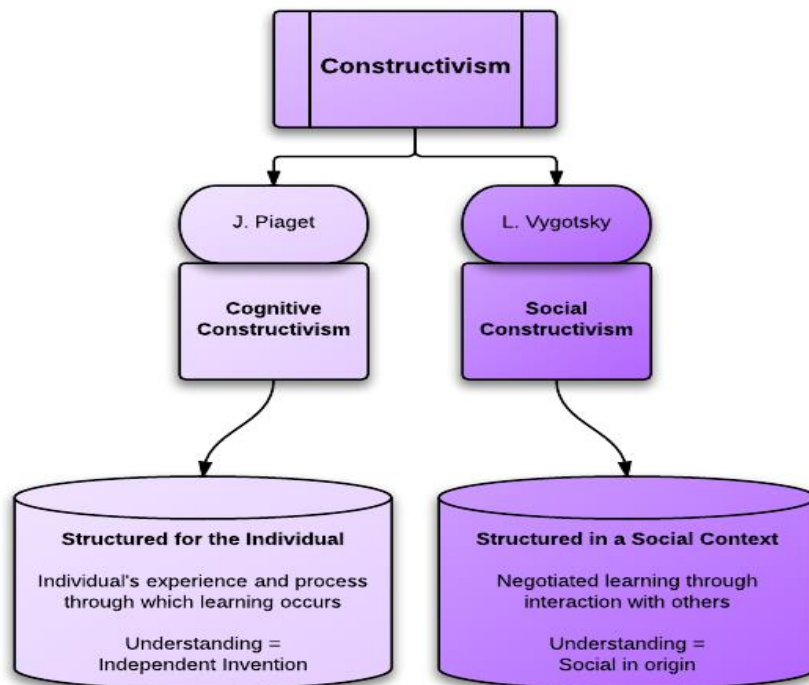 Constructivism
J. Piaget
L. Vygotsky
Cognitive
Constructivism
Social
Constructivism
Structured for the Individual
Individual's experience and process
through which learning occurs
Understanding =
Independent Invention
Structured in a Social Context
Negotiated learning through
interaction with others
Understanding =
Social in origin